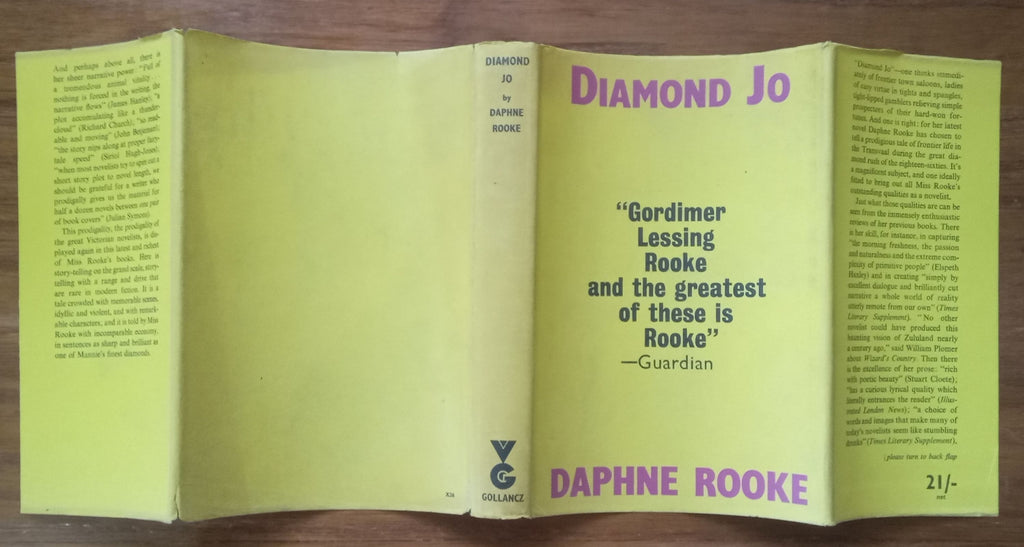 And perhaps above all, there is
her sheer narrative power. "Full of
a tremendous animal vitality . . .
nothing is forced in the writing, the
narrative flows" (James Hanley); "a
plot accumulating like a thunder-
cloud" (Richard Church); "so read-
able and moving" (John Betjeman);
"the story nips along at proper fairy-
tale speed" (Siriol Hugh-Jones);
"when most novelists try to spin out a
short story plot to novel length, we
should be grateful for a writer who
prodigally gives us the material for
half a dozen novels between one pair
of book covers" (Julian Symons)
This prodigality, the prodigality of
the great Victorian novelists, is dis-
played again in this latest and richest
of Miss Rooke's books. Here is
story-telling on the grand scale, story-
telling with a range and drive that
are rare in modern fiction. It is a
tale crowded with memorable scenes,
idyllic and violent, and with remark-
able characters, and it is told by Miss
Rooke with incomparable economy,
in sentences as sharp and brilliant as
one of Mannie's finest diamonds.
X26
DIAMOND
JO
by
DAPHNE
ROOKE
VG
GOLLANCZ
DIAMOND JO
"Gordimer
Lessing
Rooke
and the greatest
of these is
Rooke"
—Guardian
DAPHNE ROOKE
"Diamond Jo"—one thinks immedi-
ately of frontier town saloons, ladies
of easy virtue in tights and spangles,
tight-lipped gamblers relieving simple
prospectors of their hard-won for-
tunes. And one is right: for her latest
novel Daphne Rooke has chosen to
tell a prodigious tale of frontier life in
the Transvaal during the great dia-
mond rush of the eighteen-sixties. It's
a magnificent subject, and one ideally
fitted to bring out all Miss Rooke's
outstanding qualities as a novelist.
Just what those qualities are can be
seen from the immensely enthusiastic
reviews of her previous books. There
is her skill, for instance, in capturing
"the morning freshness, the passion
and naturalness and the extreme com-
plexity of primitive people" (Elspeth
Huxley) and in creating "simply by
excellent dialogue and brilliantly cut
narrative a whole world of reality
utterly remote from our own" (Times
Literary Supplement). "No other
novelist could have produced this
haunting vision of Zululand nearly
a century ago," said William Plomer
about Wizard's Country. Then there
is the excellence of her prose: "rich
with poetic beauty" (Stuart Cloete);
"has a curious lyrical quality which
literally entrances the reader" (Illus-
trated London News); "a choice of
words and images that make many of
today's novelists seem like stumbling
drunks" (Times Literary Supplement).
(please turn to back flap
21/-
net